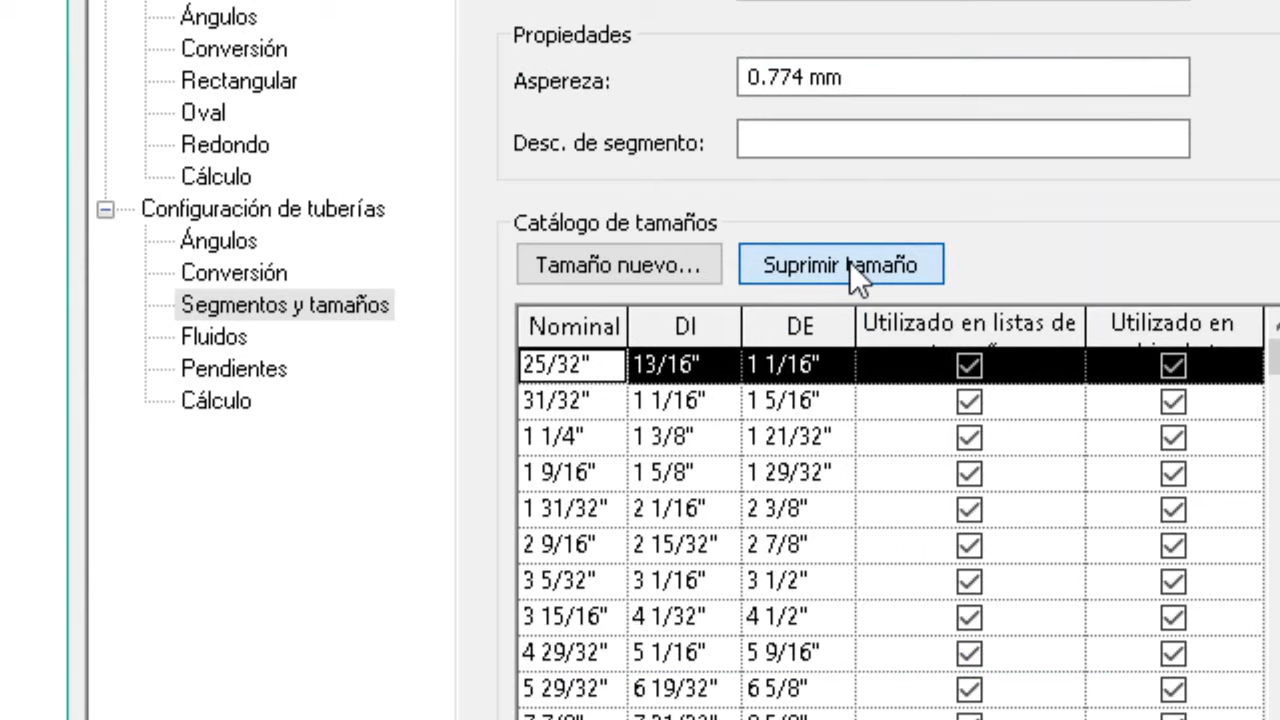 Ángulos
Conversión
Rectangular
Oval
Redondo
Cálculo
Configuración de tuberías
Ángulos
Conversión
Segmentos y tamaños
Fluidos
Pendientes
Cálculo
Propiedades
Aspereza: 0.774 mm
Desc. de segmento:
Catálogo de tamaños
Tamaño nuevo... Suprimir tamaño
Nominal DI DE Utilizado en listas de Utilizado en
25/32" 13/16" 1 1/16"
31/32" 1 1/16" 1 5/16"
1 1/4" 1 3/8" 1 21/32"
1 9/16" 1 5/8" 1 29/32"
1 31/32" 2 1/16" 2 3/8"
2 9/16" 2 15/32" 2 7/8"
3 5/32" 3 1/16" 3 1/2"
3 15/16" 4 1/32" 4 1/2"
4 29/32" 5 1/16" 5 9/16"
5 29/32" 6 19/32" 6 5/8"